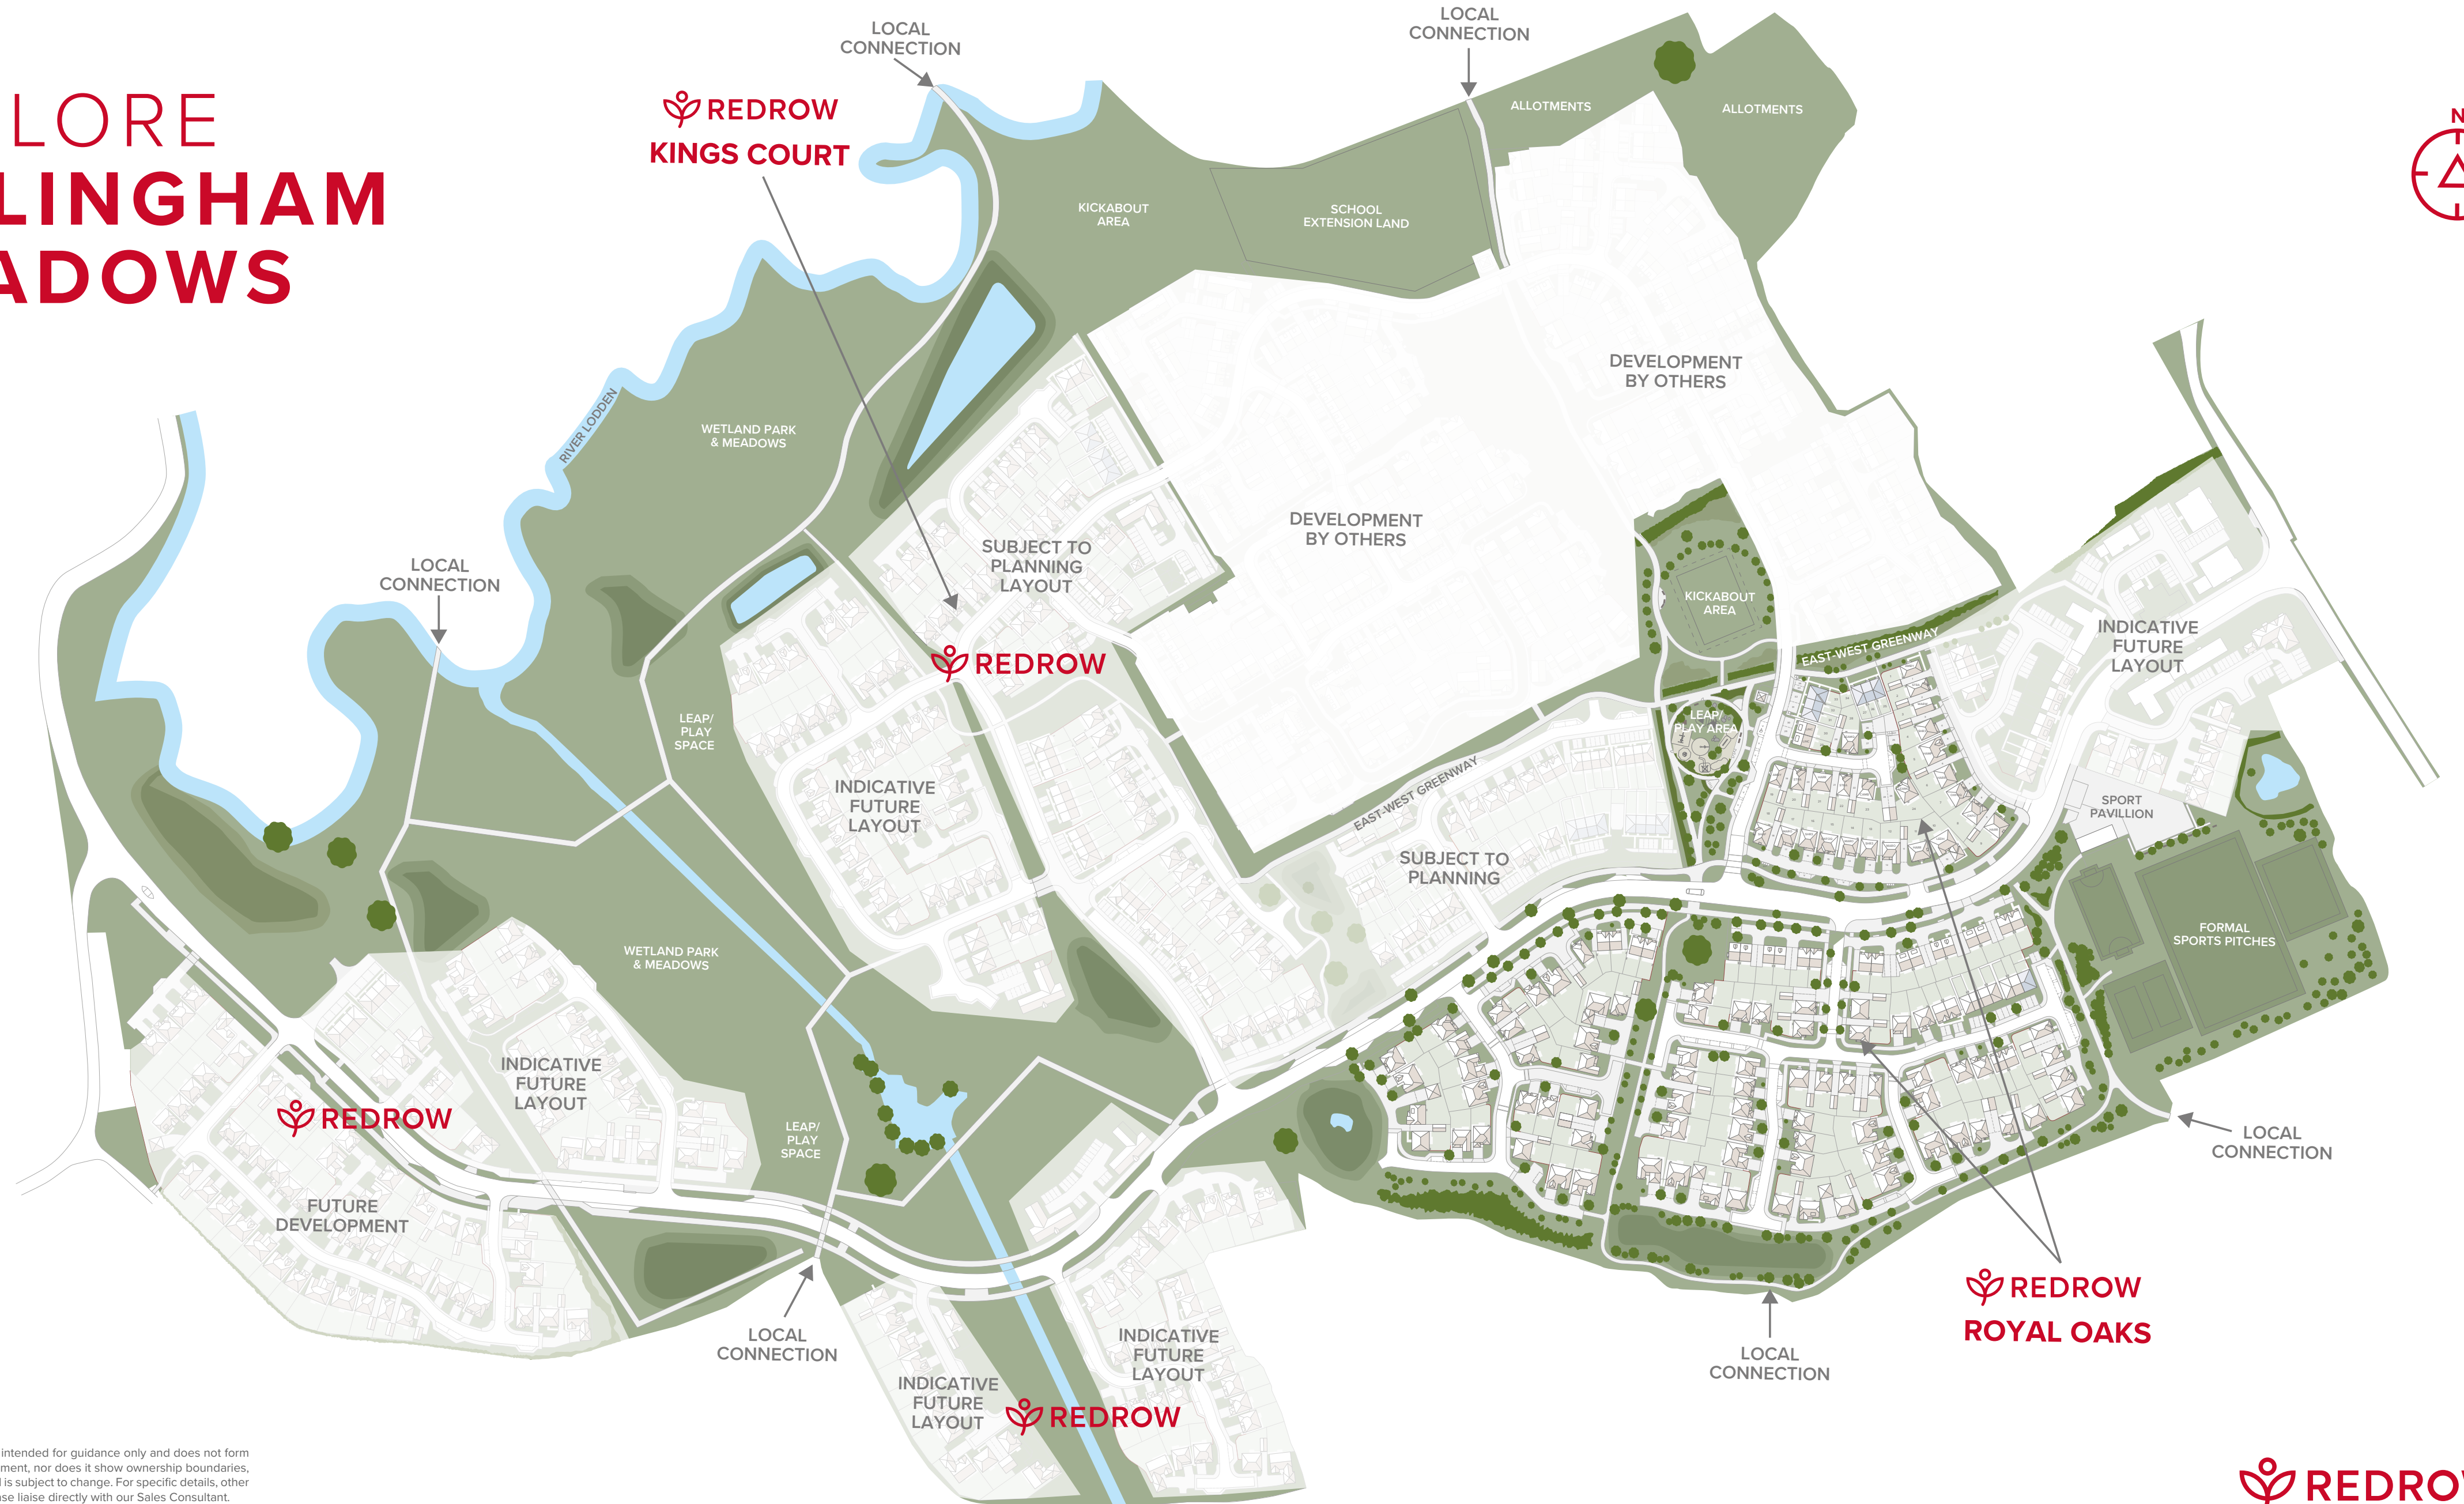 LORE
LINGHAM
ADOWS
LOCAL
CONNECTION
LOCAL
CONNECTION
REDROW
KINGS COURT
ALLOTMENTS
ALLOTMENTS
N
KICKABOUT
AREA
SCHOOL
EXTENSION LAND
DEVELOPMENT
BY OTHERS
RIVER LODDEN
WETLAND PARK
& MEADOWS
DEVELOPMENT
BY OTHERS
SUBJECT TO
PLANNING
LAYOUT
LOCAL
CONNECTION
KICKABOUT
AREA
EAST-WEST GREENWAY
INDICATIVE
FUTURE
LAYOUT
REDROW
LEAP/
PLAY
SPACE
LEAP/
PLAY AREA
INDICATIVE
FUTURE
LAYOUT
EAST-WEST GREENWAY
SPORT
PAVILLION
SUBJECT TO
PLANNING
FORMAL
SPORTS PITCHES
WETLAND PARK
& MEADOWS
INDICATIVE
FUTURE
LAYOUT
REDROW
LEAP/
PLAY
SPACE
LOCAL
CONNECTION
FUTURE
DEVELOPMENT
REDROW
ROYAL OAKS
LOCAL
CONNECTION
LOCAL
CONNECTION
INDICATIVE
FUTURE
LAYOUT
INDICATIVE
FUTURE
LAYOUT
REDROW
intended for guidance only and does not form
ment, nor does it show ownership boundaries,
is subject to change. For specific details, other
se liaise directly with our Sales Consultant.
REDRO